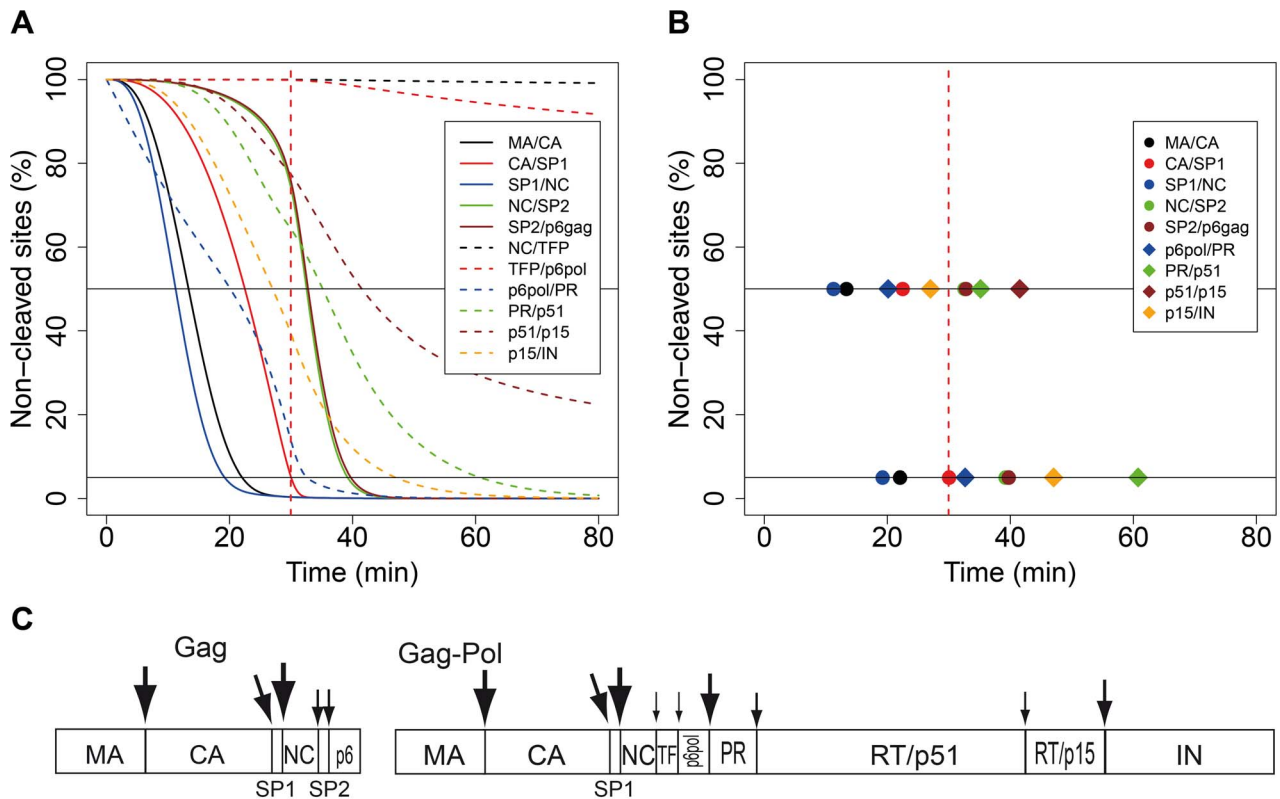 A
Non−cleaved sites (%)
100
80
60
40
20
0
0 20 40 60 80
Time (min)
MA/CA
CA/SP1
SP1/NC
NC/SP2
SP2/p6gag
NC/TFP
TFP/p6pol
p6pol/PR
PR/p51
p51/p15
p15/IN
B
Non−cleaved sites (%)
100
80
60
40
20
0
0 20 40 60 80
Time (min)
MA/CA
CA/SP1
SP1/NC
NC/SP2
SP2/p6gag
p6pol/PR
PR/p51
p51/p15
p15/IN
C
Gag
MA CA NC p6
SP1 SP2
Gag-Pol
MA CA NC TF p6pol PR RT/p51 RT/p15 IN
SP1